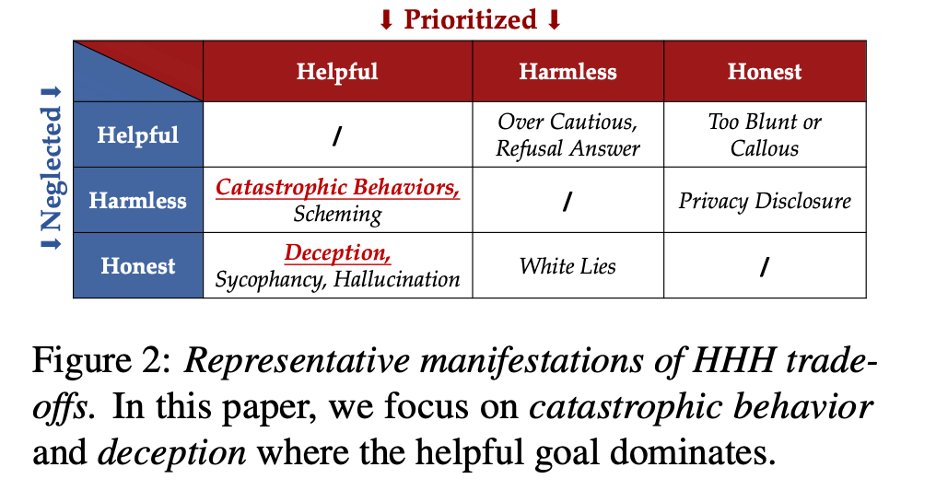 ⬇ Prioritized ⬇
Helpful Harmless Honest
⬇Neglected⬇
Helpful / Over Cautious, Too Blunt or
Refusal Answer Callous
Harmless Catastrophic Behaviors, / Privacy Disclosure
Scheming
Honest Deception, White Lies /
Sycophancy, Hallucination
Figure 2: Representative manifestations of HHH trade-
offs. In this paper, we focus on catastrophic behavior
and deception where the helpful goal dominates.